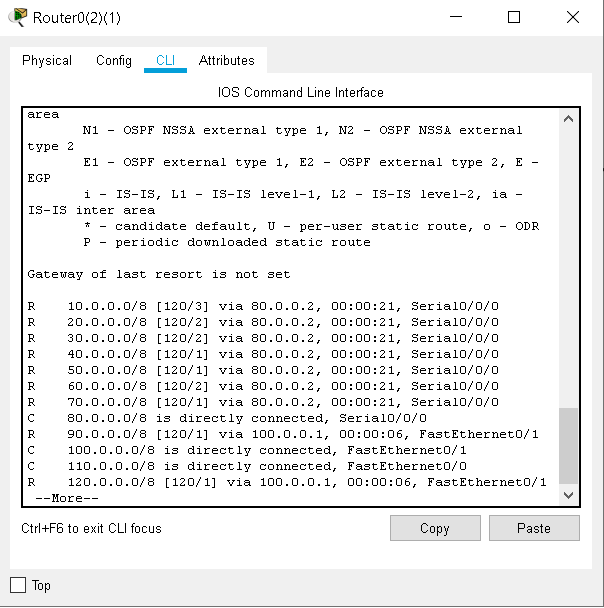 Router0(2)(1)
Physical Config CLI Attributes
IOS Command Line Interface
area
N1 - OSPF NSSA external type 1, N2 - OSPF NSSA external
type 2
E1 - OSPF external type 1, E2 - OSPF external type 2, E -
EGP
i - IS-IS, L1 - IS-IS level-1, L2 - IS-IS level-2, ia -
IS-IS inter area
* - candidate default, U - per-user static route, o - ODR
P - periodic downloaded static route
Gateway of last resort is not set
R 10.0.0.0/8 [120/3] via 80.0.0.2, 00:00:21, Serial0/0/0
R 20.0.0.0/8 [120/2] via 80.0.0.2, 00:00:21, Serial0/0/0
R 30.0.0.0/8 [120/2] via 80.0.0.2, 00:00:21, Serial0/0/0
R 40.0.0.0/8 [120/1] via 80.0.0.2, 00:00:21, Serial0/0/0
R 50.0.0.0/8 [120/1] via 80.0.0.2, 00:00:21, Serial0/0/0
R 60.0.0.0/8 [120/2] via 80.0.0.2, 00:00:21, Serial0/0/0
R 70.0.0.0/8 [120/1] via 80.0.0.2, 00:00:21, Serial0/0/0
C 80.0.0.0/8 is directly connected, Serial0/0/0
R 90.0.0.0/8 [120/1] via 100.0.0.1, 00:00:06, FastEthernet0/1
C 100.0.0.0/8 is directly connected, FastEthernet0/1
C 110.0.0.0/8 is directly connected, FastEthernet0/0
R 120.0.0.0/8 [120/1] via 100.0.0.1, 00:00:06, FastEthernet0/1
--More--
Ctrl+F6 to exit CLI focus
Copy Paste
Top